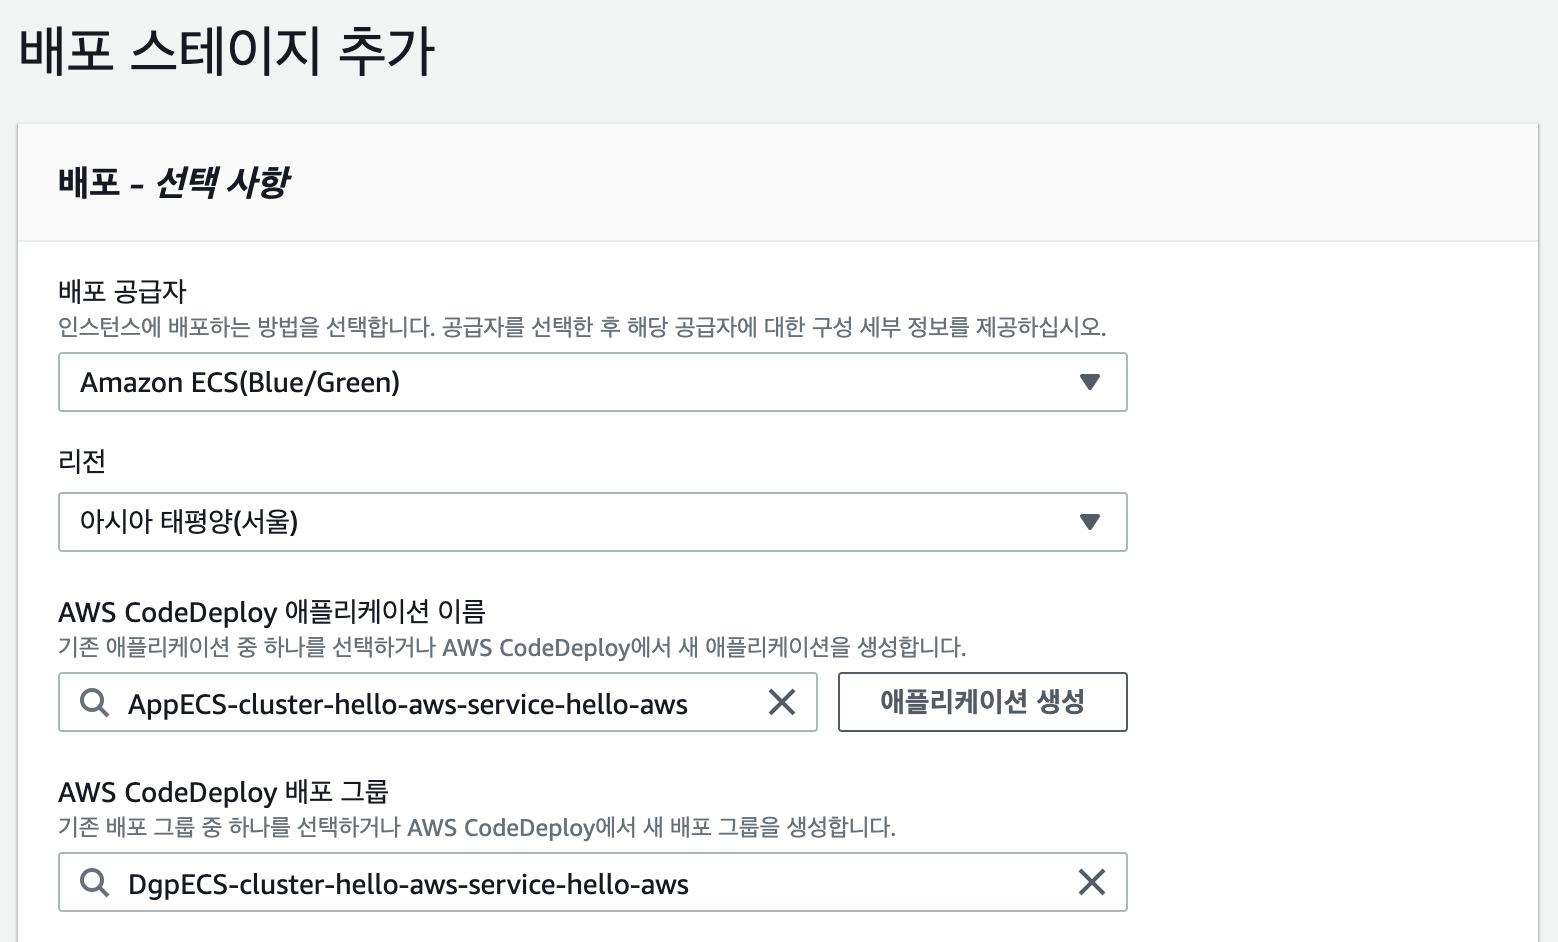 배포 스테이지 추가
배포 - 선택 사항
배포 공급자
인스턴스에 배포하는 방법을 선택합니다. 공급자를 선택한 후 해당 공급자에 대한 구성 세부 정보를 제공하십시오.
Amazon ECS(Blue/Green)
리전
아시아 태평양(서울)
AWS CodeDeploy 애플리케이션 이름
기존 애플리케이션 중 하나를 선택하거나 AWS CodeDeploy에서 새 애플리케이션을 생성합니다.
AppECS-cluster-hello-aws-service-hello-aws
애플리케이션 생성
AWS CodeDeploy 배포 그룹
기존 배포 그룹 중 하나를 선택하거나 AWS CodeDeploy에서 새 배포 그룹을 생성합니다.
DgpECS-cluster-hello-aws-service-hello-aws